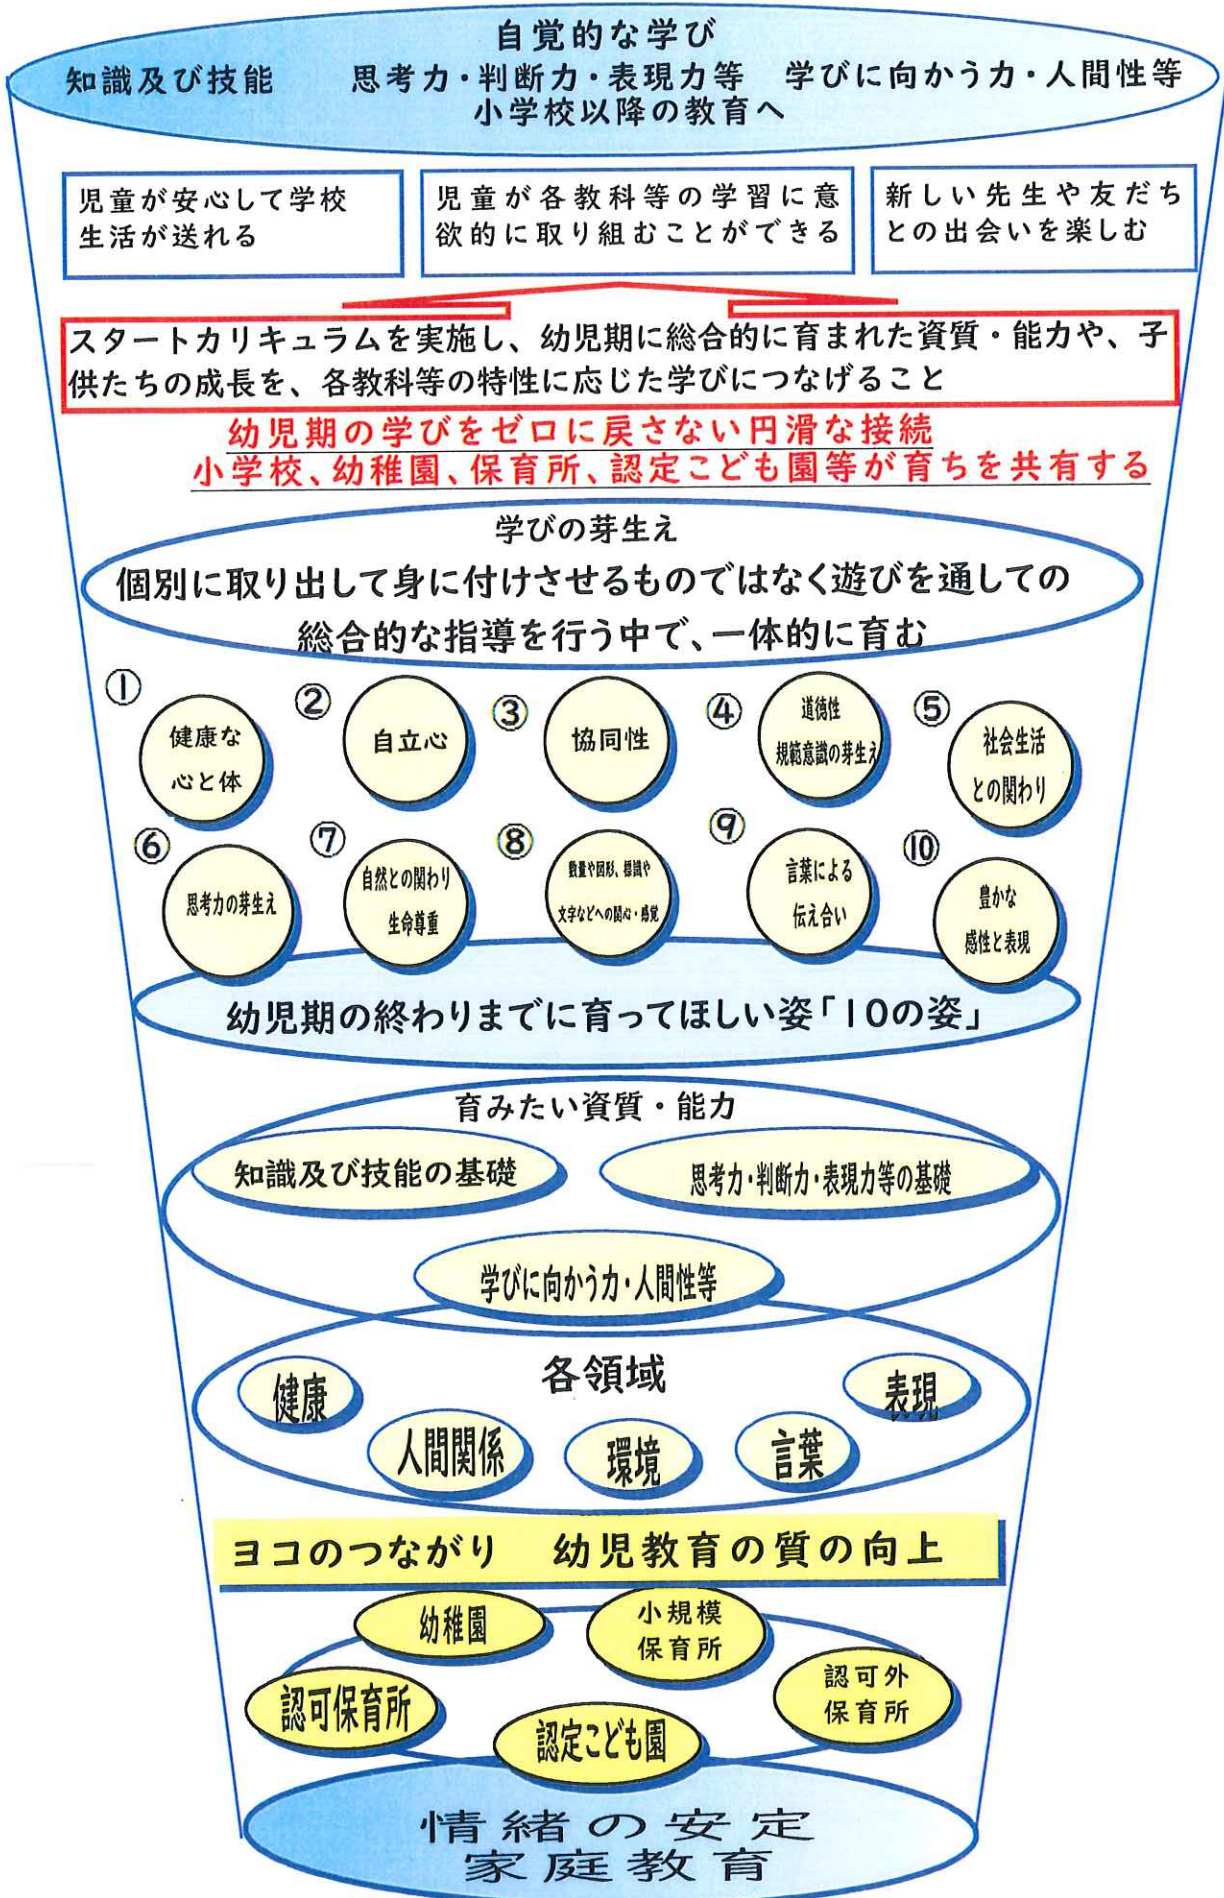 自覚的な学び
知識及び技能　思考力・判断力・表現力等　学びに向かう力・人間性等
小学校以降の教育へ
児童が安心して学校
生活が送れる
児童が各教科等の学習に意
欲的に取り組むことができる
新しい先生や友だち
との出会いを楽しむ
スタートカリキュラムを実施し、幼児期に総合的に育まれた資質・能力や、子
供たちの成長を、各教科等の特性に応じた学びにつなげること
幼児期の学びをゼロに戻さない円滑な接続
小学校、幼稚園、保育所、認定こども園等が育ちを共有する
学びの芽生え
個別に取り出して身に付けさせるものではなく遊びを通しての
総合的な指導を行う中で、一体的に育む
①
健康な
心と体
②
自立心
③
協同性
④
道徳性
規範意識の芽生え
⑤
社会生活
との関わり
⑥
思考力の芽生え
⑦
自然との関わり
生命尊重
⑧
数量や図形、標識や
文字などへの関心・感覚
⑨
言葉による
伝え合い
⑩
豊かな
感性と表現
幼児期の終わりまでに育ってほしい姿「10の姿」
育みたい資質・能力
知識及び技能の基礎
思考力・判断力・表現力等の基礎
学びに向かう力・人間性等
各領域
健康
人間関係
環境
言葉
表現
ヨコのつながり　幼児教育の質の向上
幼稚園
小規模
保育所
認可保育所
認定こども園
認可外
保育所
情緒の安定
家庭教育